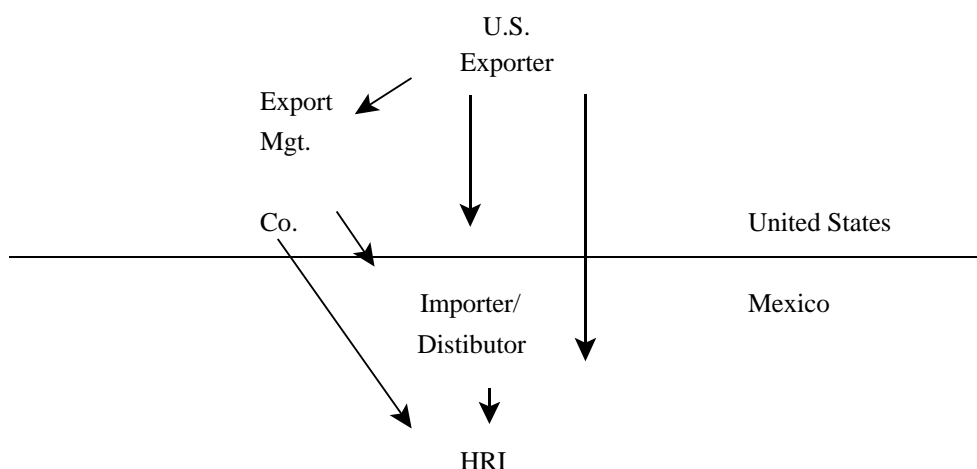 U.S.
Exporter
Export
Mgt.
Co.
United States
Importer/
Distibutor
Mexico
HRI